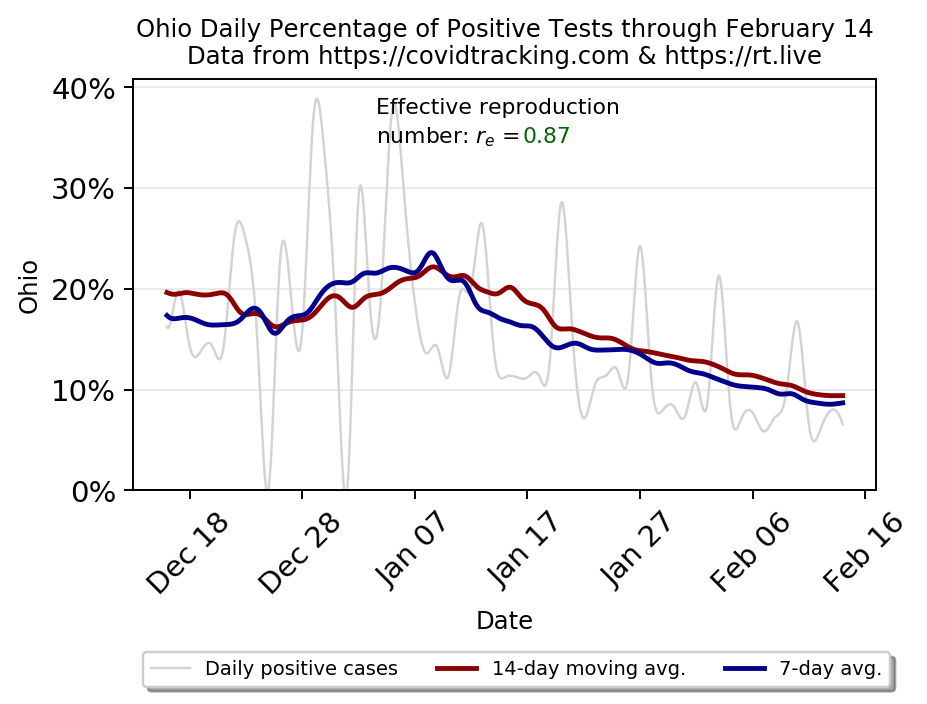 Ohio Daily Percentage of Positive Tests through February 14
Data from https://covidtracking.com & https://rt.live
40%
Effective reproduction
number: rₑ =0.87
30%
20%
10%
0%
Ohio
Dec 18
Dec 28
Jan 07
Jan 17
Jan 27
Feb 06
Feb 16
Date
Daily positive cases
14-day moving avg.
7-day avg.